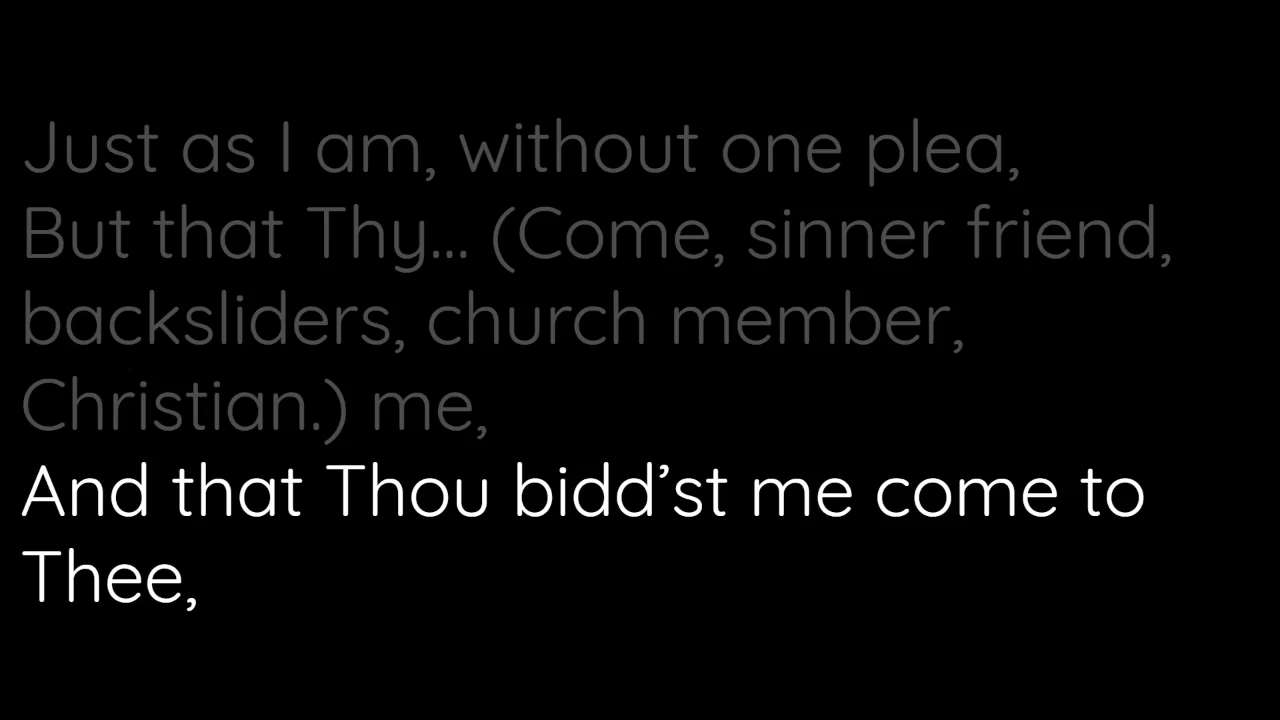 Just as I am, without one plea,
But that Thy... (Come, sinner friend,
backsliders, church member,
Christian.) me,
And that Thou bidd’st me come to
Thee,